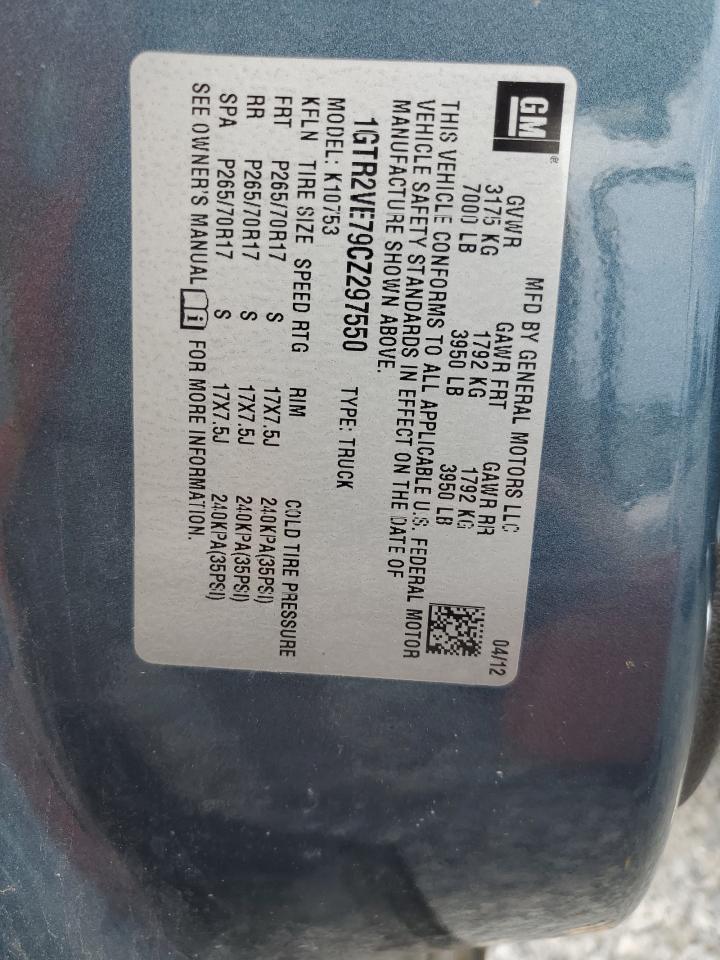 GM®
MFD BY GENERAL MOTORS LLC 04/12
GVWR GAWR FRT GAWR RR
3175 KG 1792 KG 1792 KG
7000 LB 3950 LB 3950 LB
THIS VEHICLE CONFORMS TO ALL APPLICABLE U.S. FEDERAL MOTOR
VEHICLE SAFETY STANDARDS IN EFFECT ON THE DATE OF
MANUFACTURE SHOWN ABOVE.
1GTR2VE79CZ297550 TYPE: TRUCK
MODEL: K10753
KFLN TIRE SIZE SPEED RTG RIM COLD TIRE PRESSURE
FRT P265/70R17 S 17X7.5J 240KPA(35PSI)
RR P265/70R17 S 17X7.5J 240KPA(35PSI)
SPA P265/70R17 S 17X7.5J 240KPA(35PSI)
SEE OWNER'S MANUAL i FOR MORE INFORMATION.